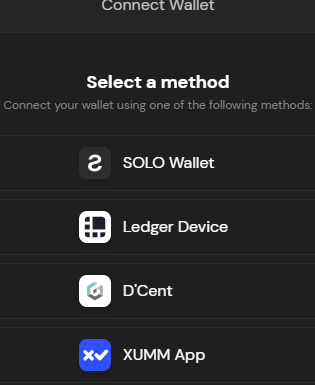 Connect Wallet
Select a method
Connect your wallet using one of the following methods:
SOLO Wallet
Ledger Device
D'Cent
XUMM App